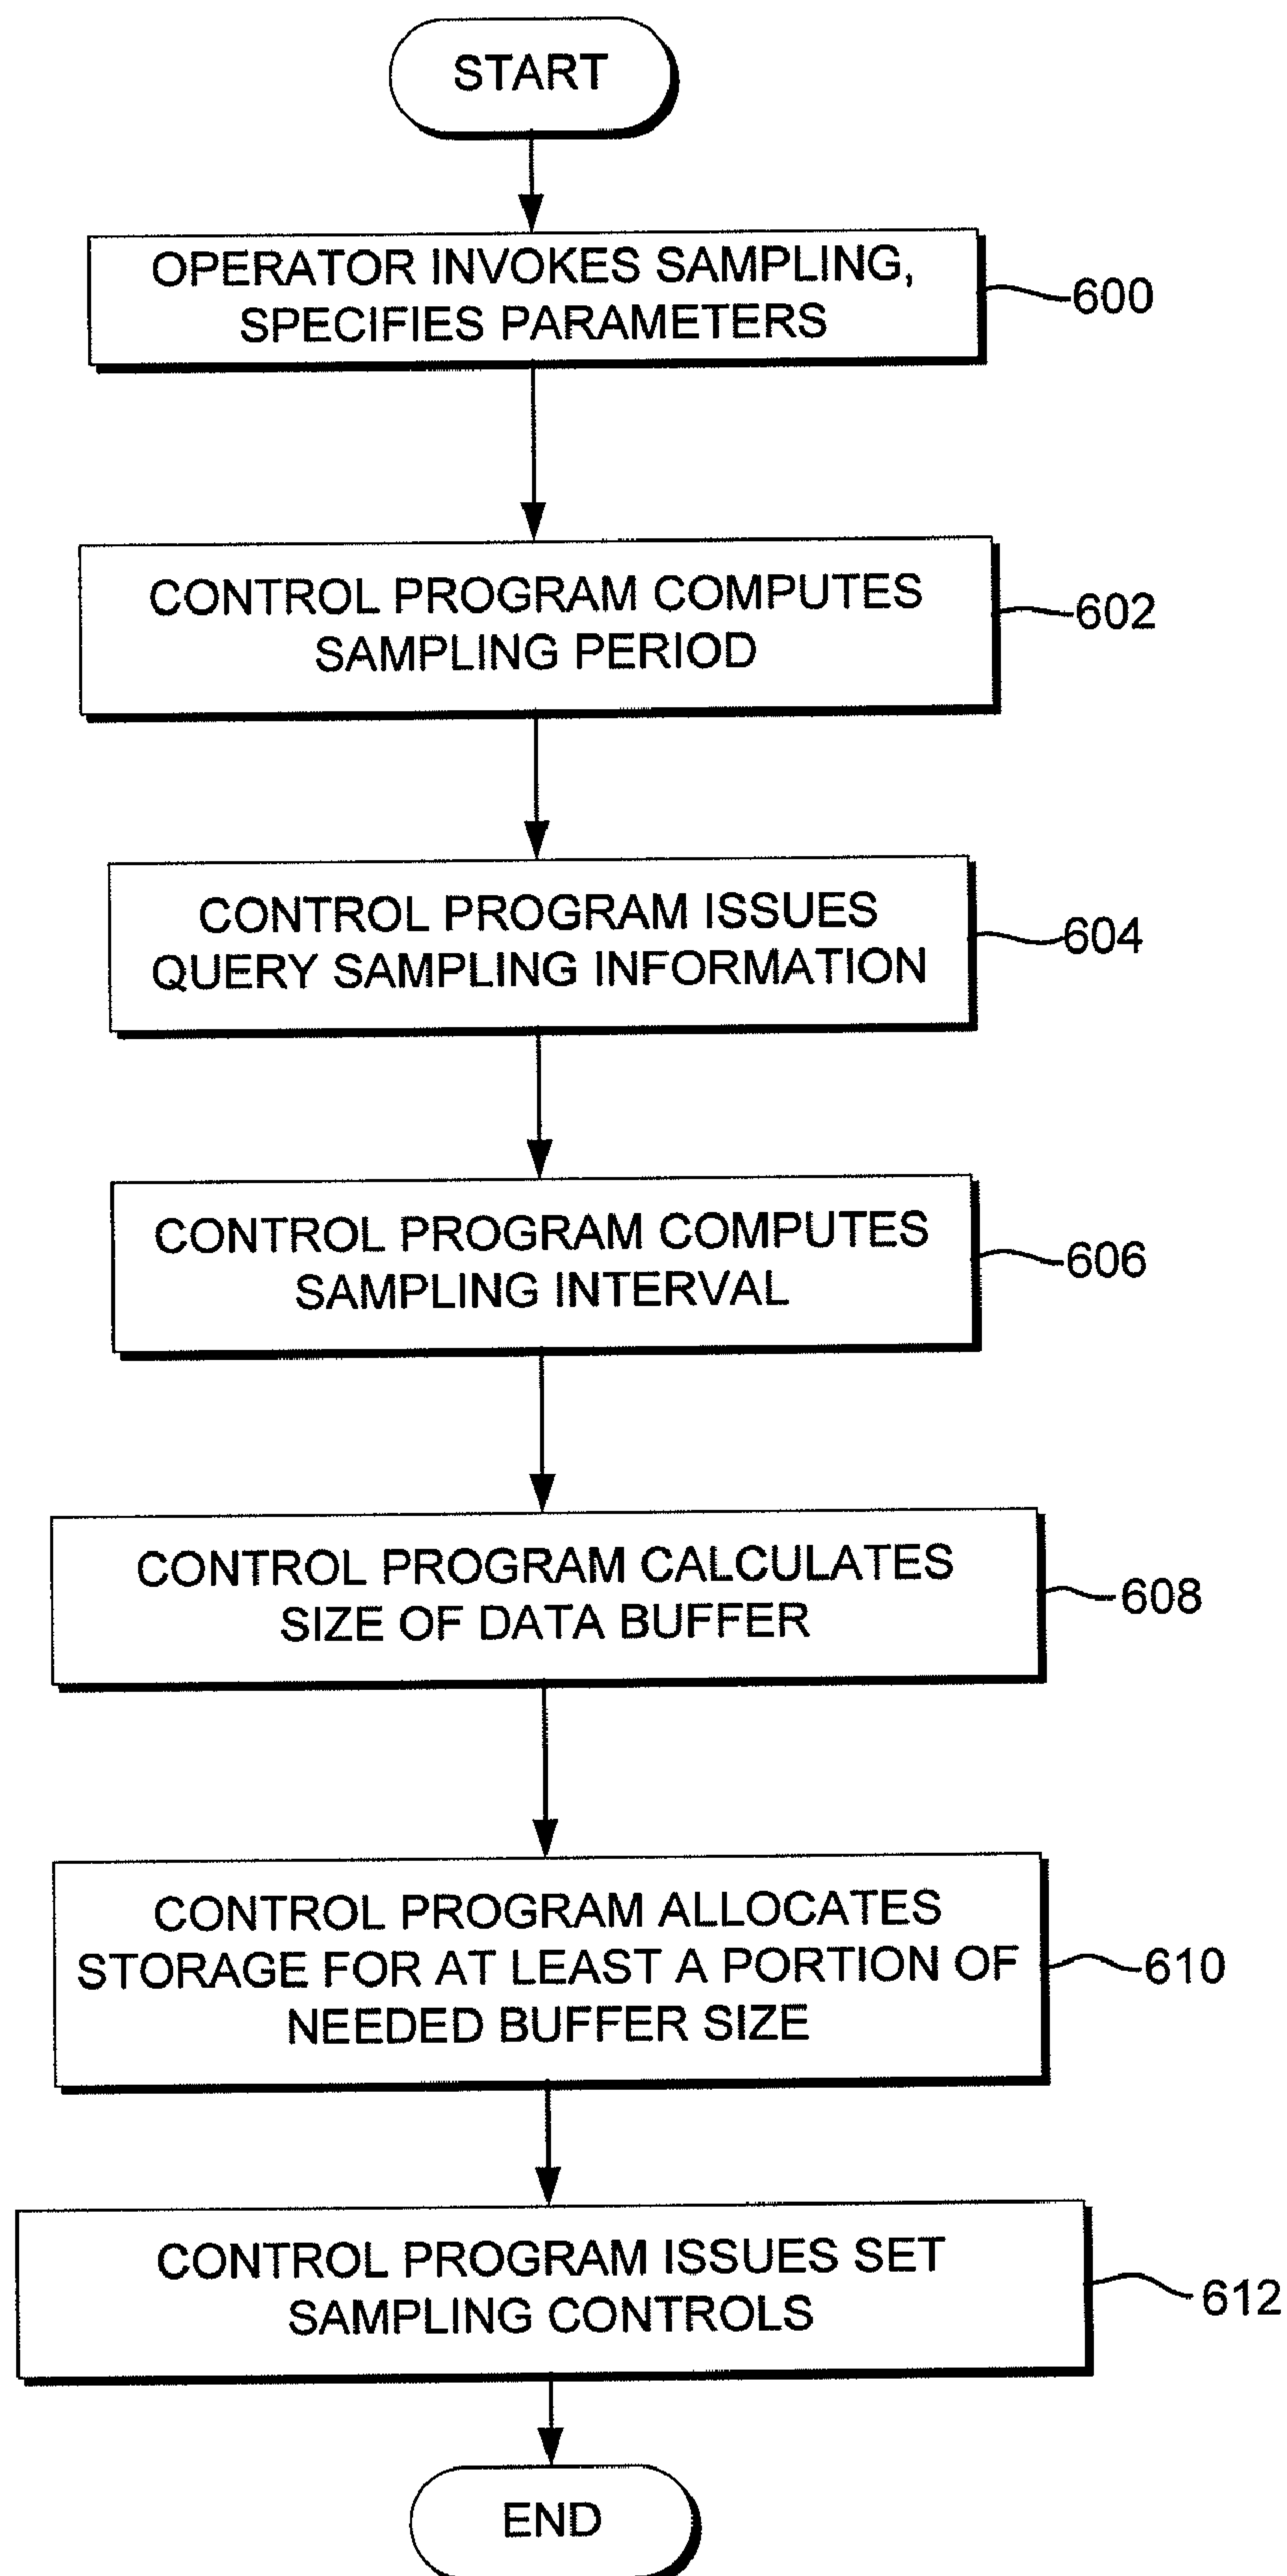 START
OPERATOR INVOKES SAMPLING,
SPECIFIES PARAMETERS
600
CONTROL PROGRAM COMPUTES
SAMPLING PERIOD
602
CONTROL PROGRAM ISSUES
QUERY SAMPLING INFORMATION
604
CONTROL PROGRAM COMPUTES
SAMPLING INTERVAL
606
CONTROL PROGRAM CALCULATES
SIZE OF DATA BUFFER
608
CONTROL PROGRAM ALLOCATES
STORAGE FOR AT LEAST A PORTION OF
NEEDED BUFFER SIZE
610
CONTROL PROGRAM ISSUES SET
SAMPLING CONTROLS
612
END